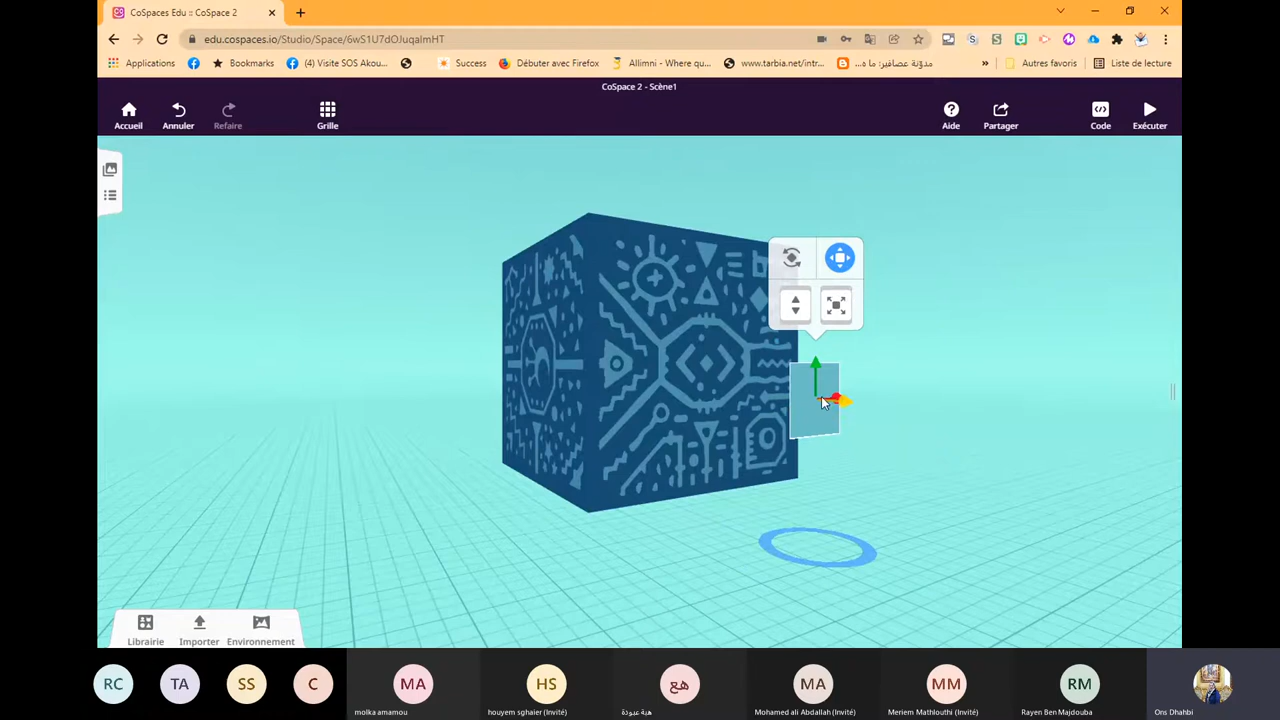 CoSpaces Edu :: CoSpace 2
edu.cospaces.io/Studio/Space/6wS1U7dOJuqaImHT
Applications
Bookmarks
(4) Visite SOS Akou...
Success
Débuter avec Firefox
Allimni - Where qu...
www.tarbia.net/intr...
مدوّنة عصافير: ما ه...
»
Autres favoris
Liste de lecture
CoSpace 2 - Scène1
Accueil
Annuler
Refaire
Grille
Aide
Partager
Code
Exécuter
Librairie
Importer
Environnement
RC
TA
SS
C
MA
HS
هع
MA
MM
RM
molka amamou
houyem sghaier (Invité)
هبة عبودة
Mohamed ali Abdallah (Invité)
Meriem Mathlouthi (Invité)
Rayen Ben Majdouba
Ons Dhahbi